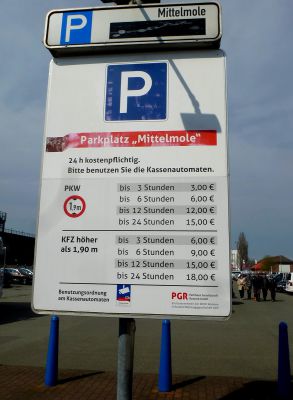 P Mittelmole
P
Parkplatz „Mittelmole"
24 h kostenpflichtig.
Bitte benutzen Sie die Kassenautomaten.
PKW
1,9m
bis 3 Stunden 3,00 €
bis 6 Stunden 6,00 €
bis 12 Stunden 12,00 €
bis 24 Stunden 15,00 €
KFZ höher
als 1,90 m
bis 3 Stunden 6,00 €
bis 6 Stunden 9,00 €
bis 12 Stunden 15,00 €
bis 24 Stunden 18,00 €
Benutzungsordnung
am Kassenautomaten
PGR